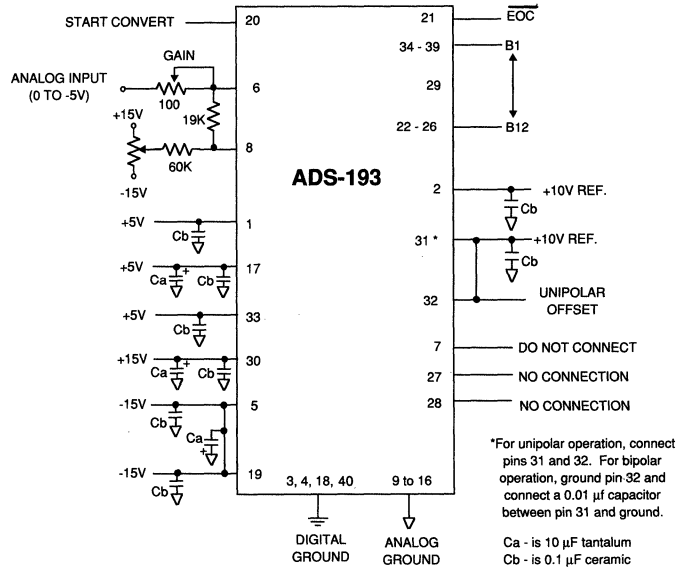 START CONVERT
20
GAIN
ANALOG INPUT
(0 TO -5V)
100
6
19K
+15V
60K
8
-15V
ADS-193
21
EOC
34 - 39
B1
29
22 - 26
B12
2
+10V REF.
Cb
31 *
+10V REF.
Cb
32
UNIPOLAR
OFFSET
7
DO NOT CONNECT
27
NO CONNECTION
28
NO CONNECTION
+5V
Cb
1
+5V
Ca
+
Cb
17
+5V
Cb
33
+15V
Ca
+
Cb
30
-15V
Cb
5
Ca
+
-15V
Cb
19
3, 4, 18, 40
9 to 16
DIGITAL
GROUND
ANALOG
GROUND
*For unipolar operation, connect
pins 31 and 32. For bipolar
operation, ground pin 32 and
connect a 0.01 µf capacitor
between pin 31 and ground.
Ca - is 10 µF tantalum
Cb - is 0.1 µF ceramic